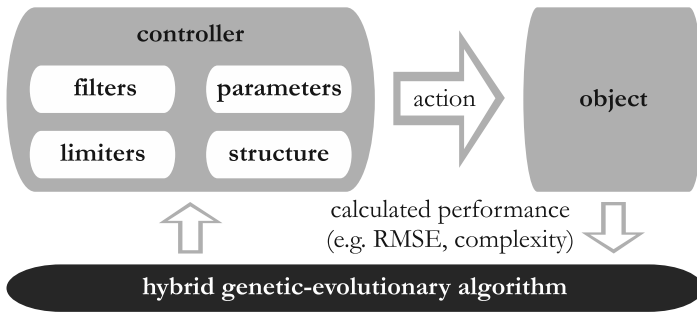 controller
filters
parameters
limiters
structure
action
object
calculated performance
(e.g. RMSE, complexity)
hybrid genetic-evolutionary algorithm